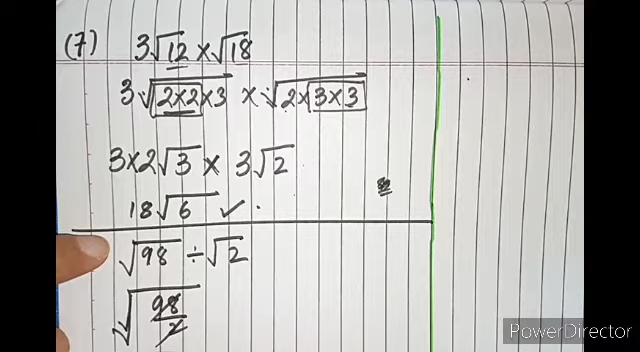 (7) 3√12 × √18
3√2×2×3 × √2×3×3
3×2√3 × 3√2
18√6 ✓
√98 ÷ √2
√98/2
PowerDirector